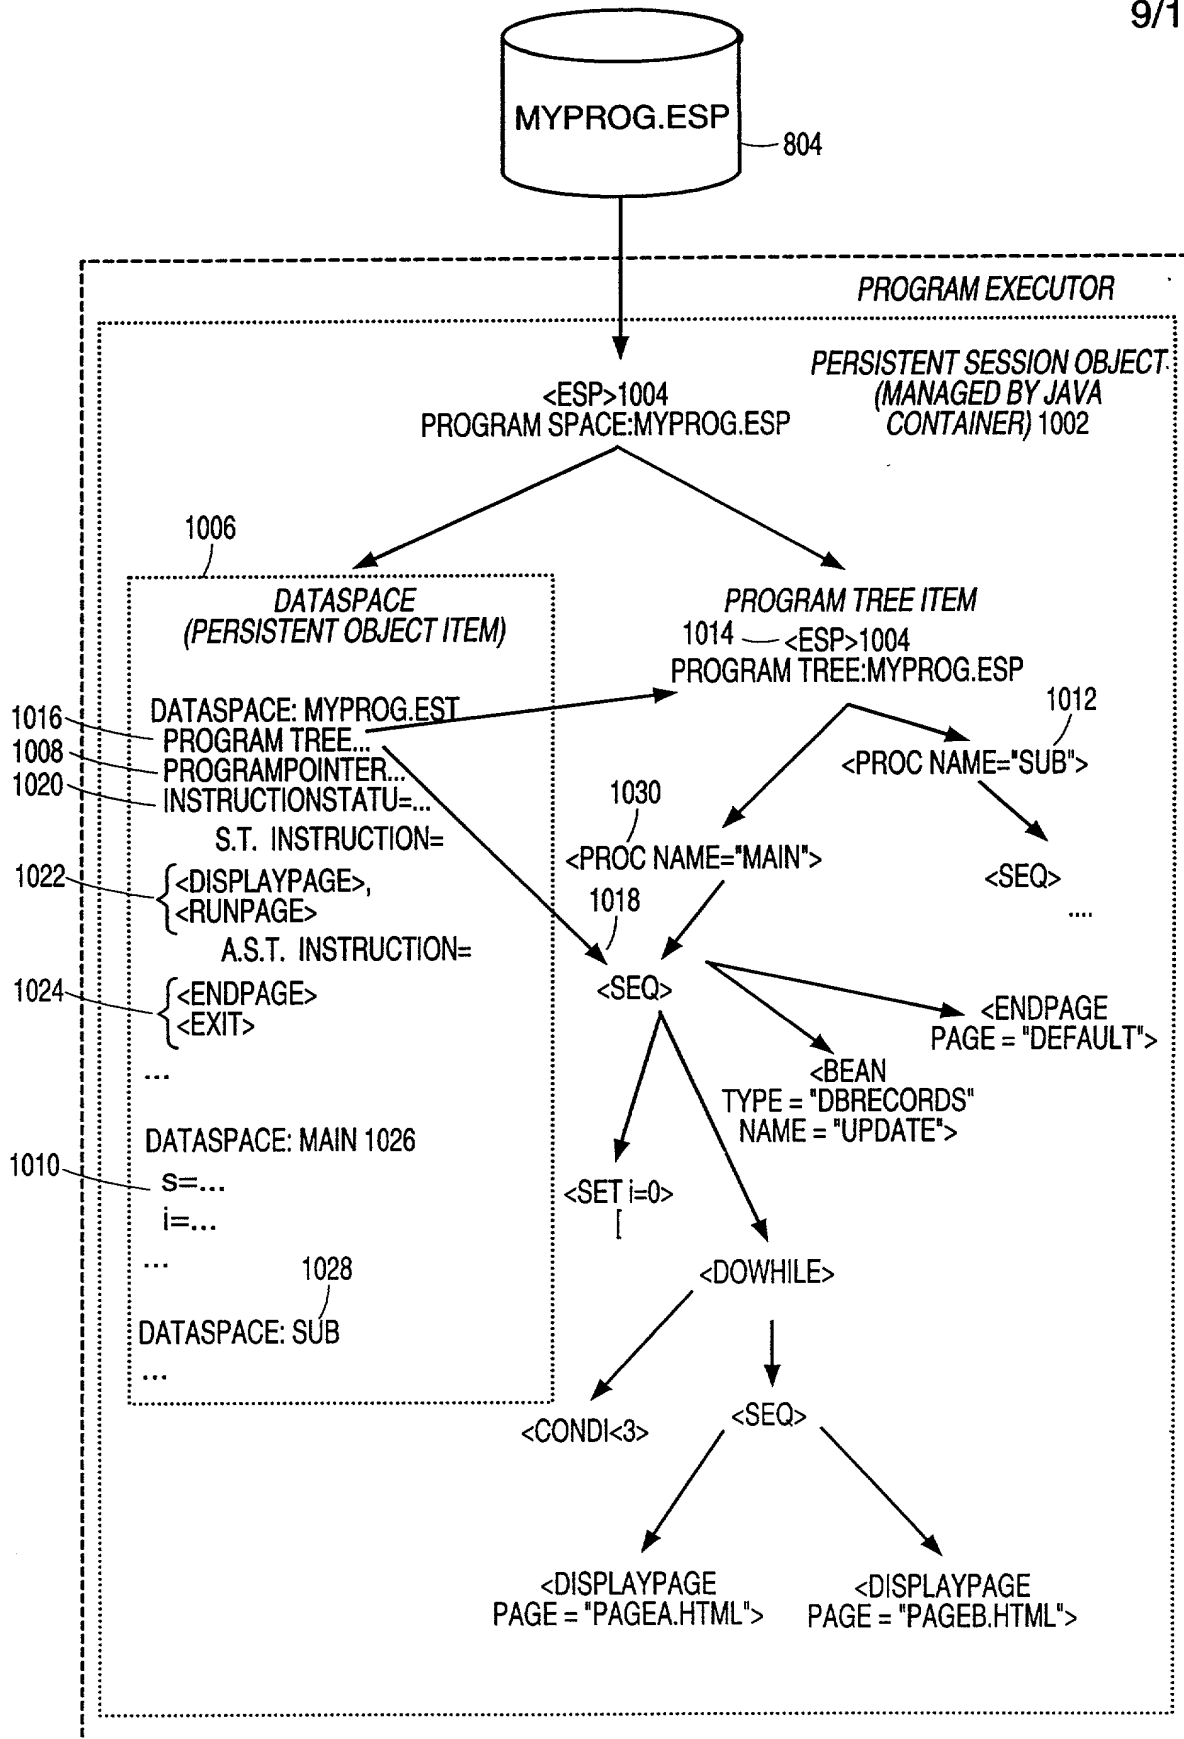 9/1
MYPROG.ESP
804
PROGRAM EXECUTOR
PERSISTENT SESSION OBJECT
(MANAGED BY JAVA
CONTAINER) 1002
<ESP>1004
PROGRAM SPACE:MYPROG.ESP
1006
DATASPACE
(PERSISTENT OBJECT ITEM)
PROGRAM TREE ITEM
1014
<ESP>1004
PROGRAM TREE:MYPROG.ESP
1016
DATASPACE: MYPROG.EST
PROGRAM TREE...
1008
PROGRAMPOINTER...
1020
INSTRUCTIONSTATU=...
S.T. INSTRUCTION=
1022
<DISPLAYPAGE>,
<RUNPAGE>
A.S.T. INSTRUCTION=
1024
<ENDPAGE>
<EXIT>
...
DATASPACE: MAIN 1026
1010
s=...
i=...
...
1028
DATASPACE: SUB
...
1012
<PROC NAME="SUB">
<SEQ>
....
1030
<PROC NAME="MAIN">
1018
<SEQ>
<ENDPAGE
PAGE = "DEFAULT">
<BEAN
TYPE = "DBRECORDS"
NAME = "UPDATE">
<SET i=0>
[
<DOWHILE>
<CONDI<3>
<SEQ>
<DISPLAYPAGE
PAGE = "PAGEA.HTML">
<DISPLAYPAGE
PAGE = "PAGEB.HTML">